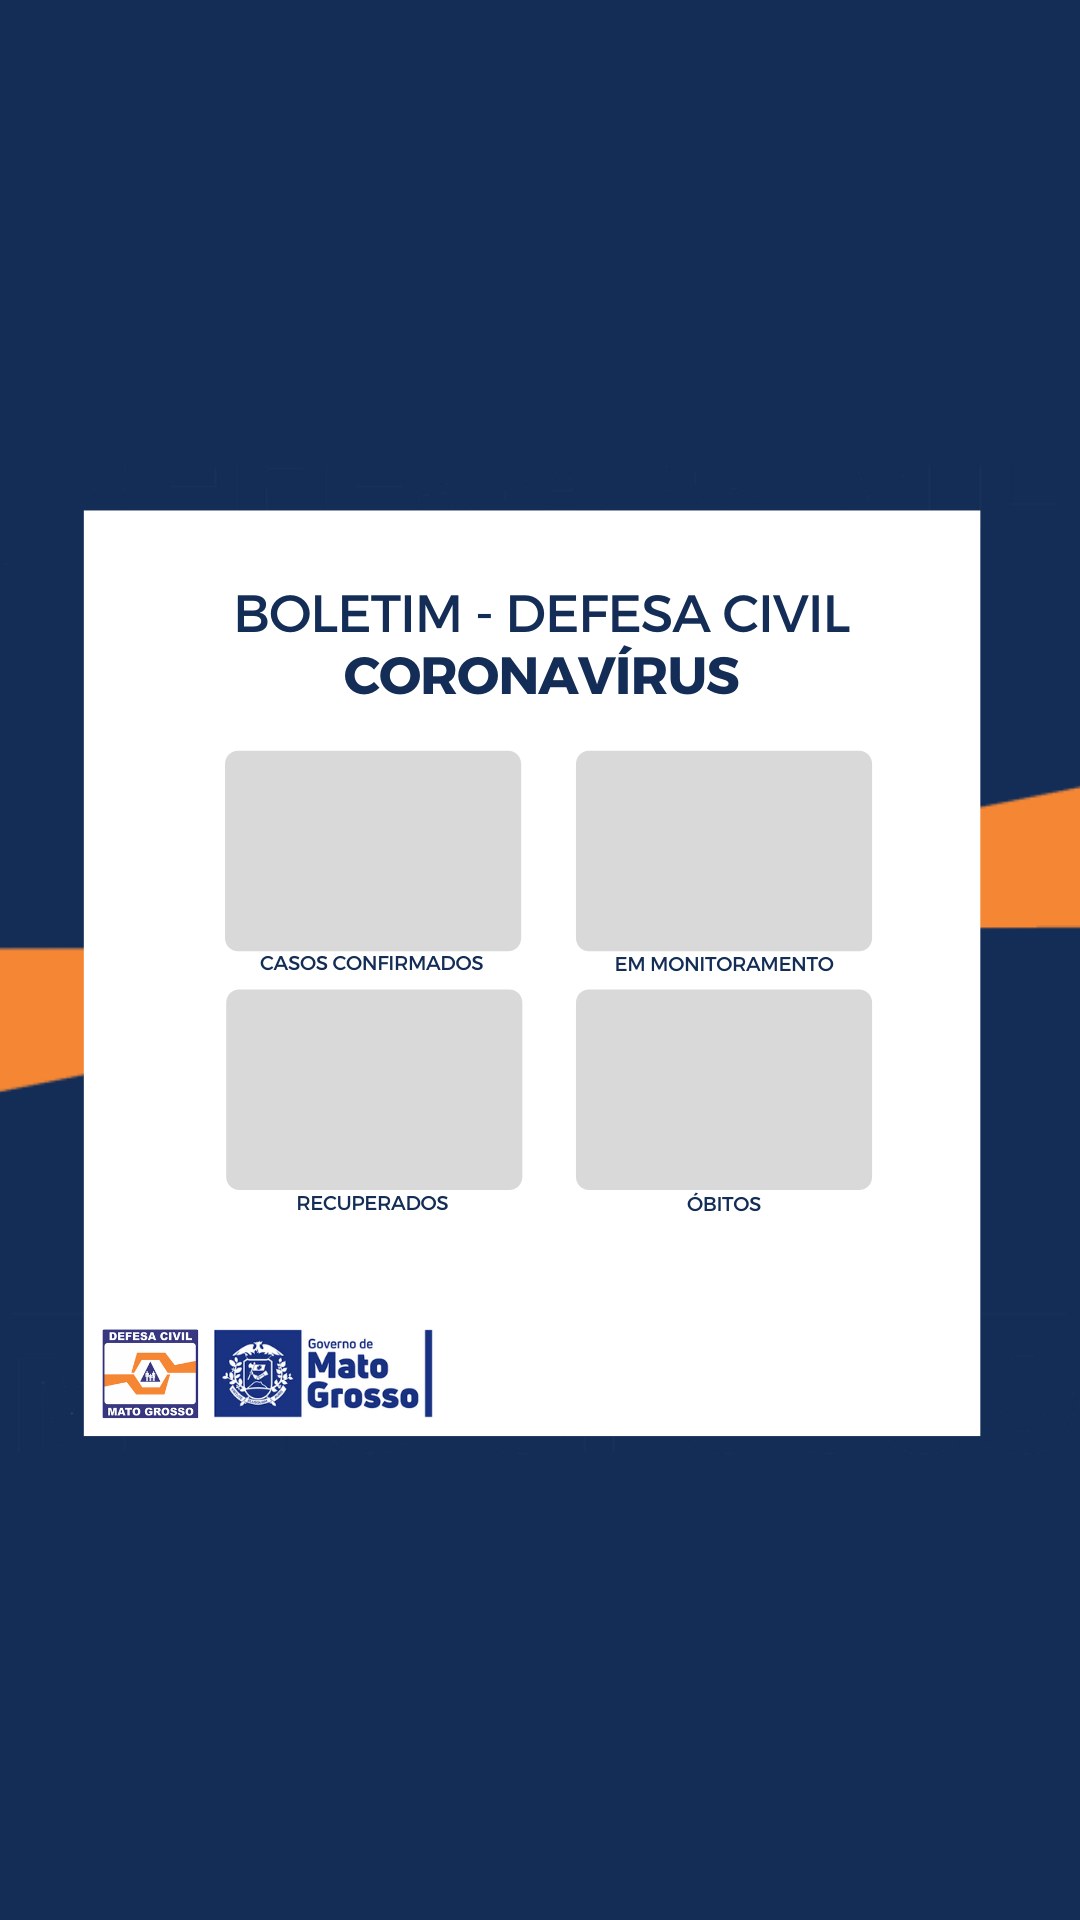 BOLETIM - DEFESA CIVIL
CORONAVÍRUS
CASOS CONFIRMADOS
EM MONITORAMENTO
RECUPERADOS
ÓBITOS
DEFESA CIVIL
MATO GROSSO
Governo de
Mato
Grosso